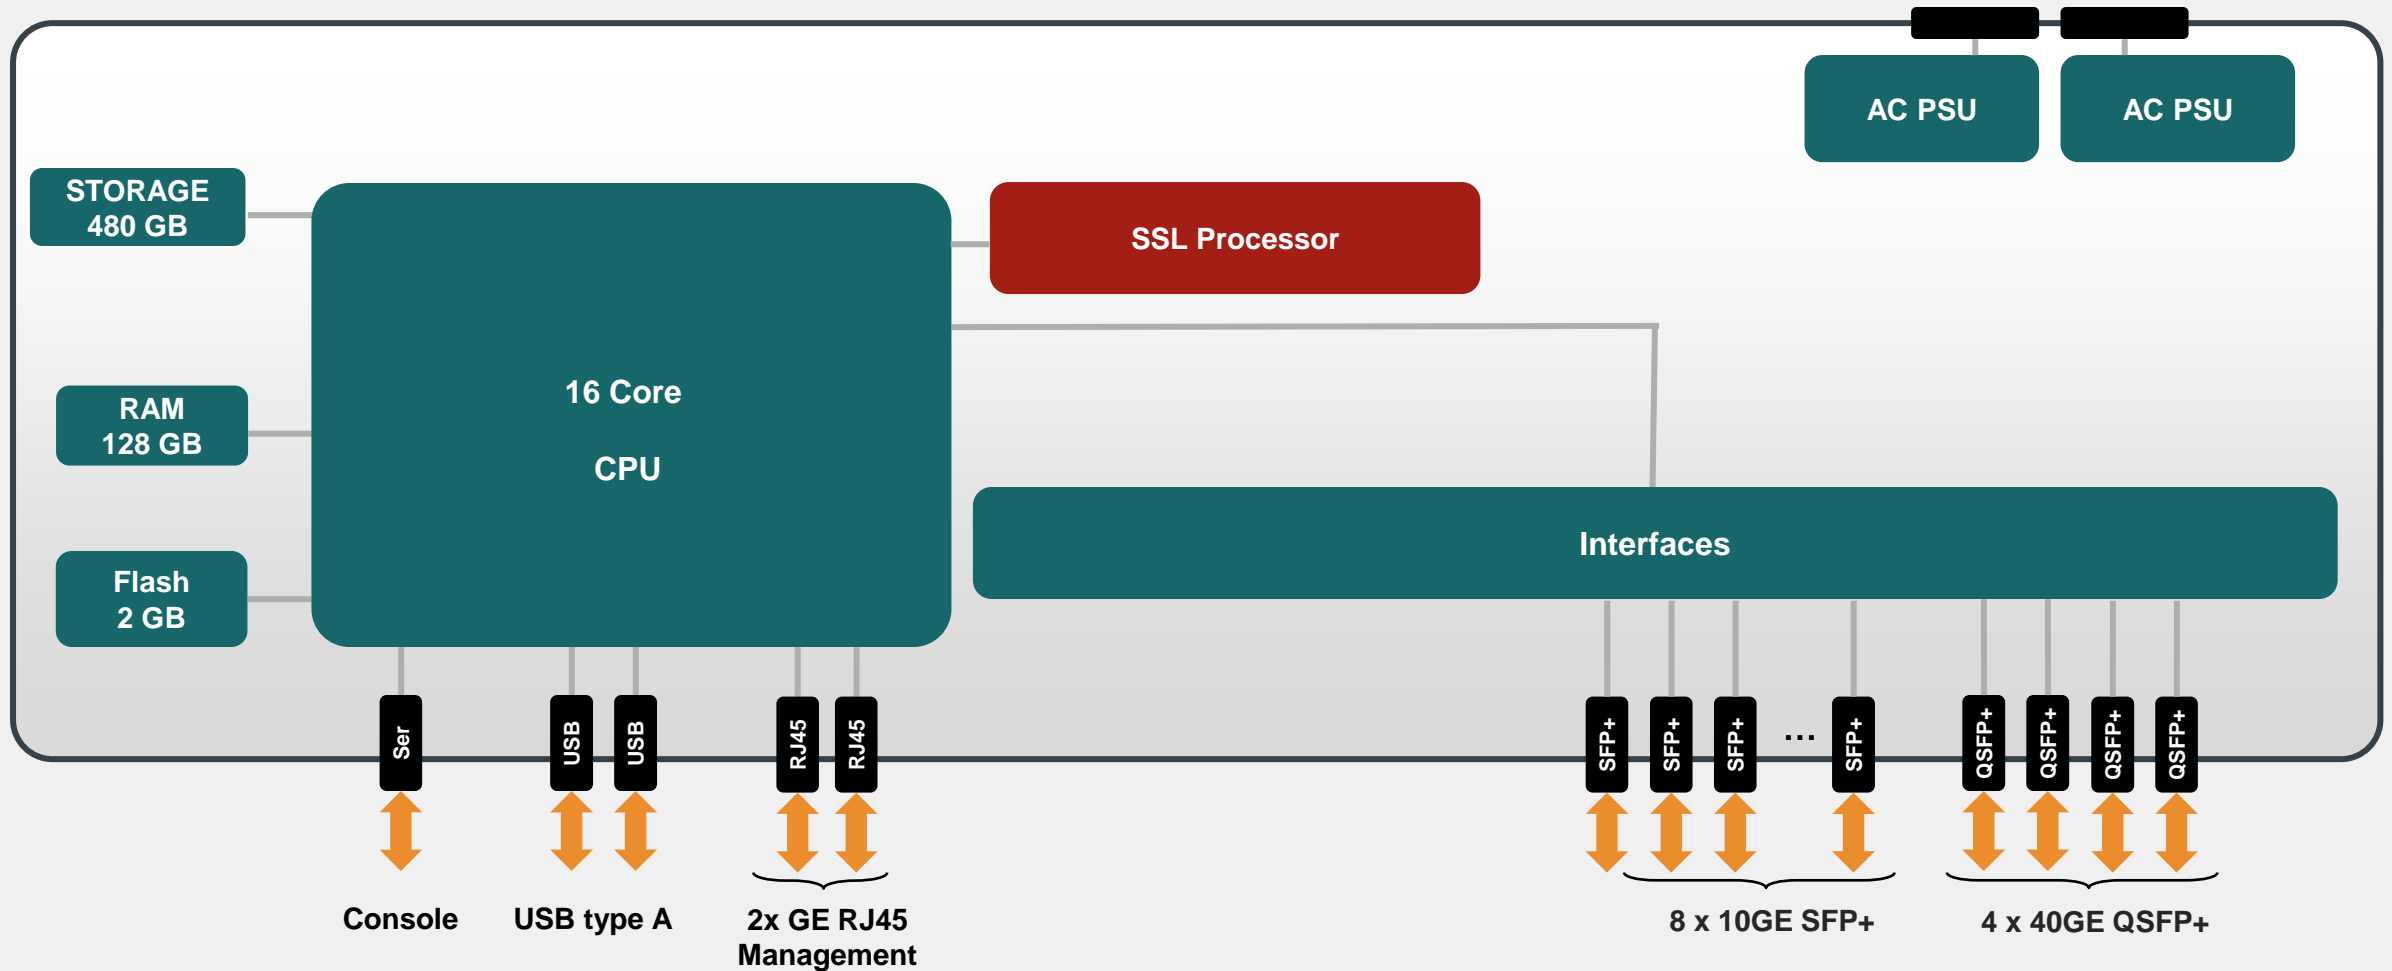 AC PSU
AC PSU
STORAGE
480 GB
SSL Processor
16 Core
CPU
RAM
128 GB
Interfaces
Flash
2 GB
Ser
USB
USB
RJ45
RJ45
SFP+
SFP+
SFP+
...
SFP+
QSFP+
QSFP+
QSFP+
QSFP+
Console
USB type A
2x GE RJ45
Management
8 x 10GE SFP+
4 x 40GE QSFP+